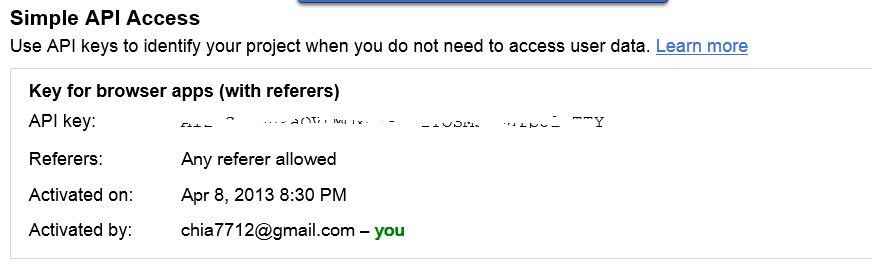 Simple API Access
Use API keys to identify your project when you do not need to access user data. Learn more
Key for browser apps (with referers)
API key:
Referers: Any referer allowed
Activated on: Apr 8, 2013 8:30 PM
Activated by: chia7712@gmail.com – you